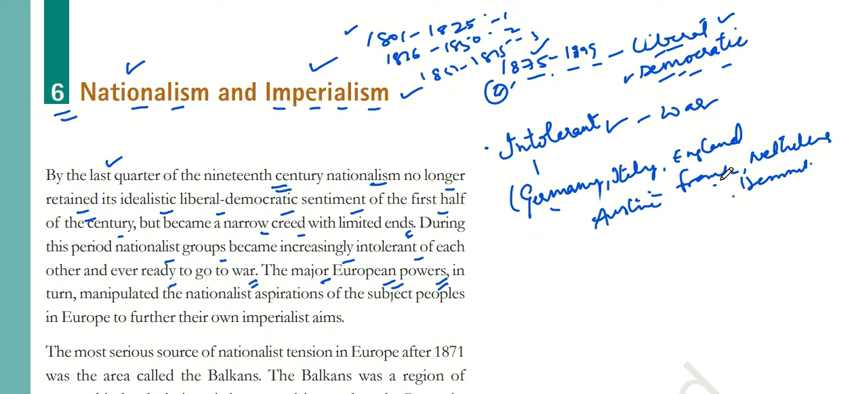 1801-1825 :- 1
1826-1850 :- 2
1851-1875 :- 3
1875-1899 - Liberal
Democratic
6 Nationalism and Imperialism
Intolerant - war
(Germany, Italy, England
Austria France, Netherlans
By the last quarter of the nineteenth century nationalism no longer
retained its idealistic liberal-democratic sentiment of the first half
of the century, but became a narrow creed with limited ends. During
this period nationalist groups became increasingly intolerant of each
other and ever ready to go to war. The major European powers, in
turn, manipulated the nationalist aspirations of the subject peoples
in Europe to further their own imperialist aims.
The most serious source of nationalist tension in Europe after 1871
was the area called the Balkans. The Balkans was a region of